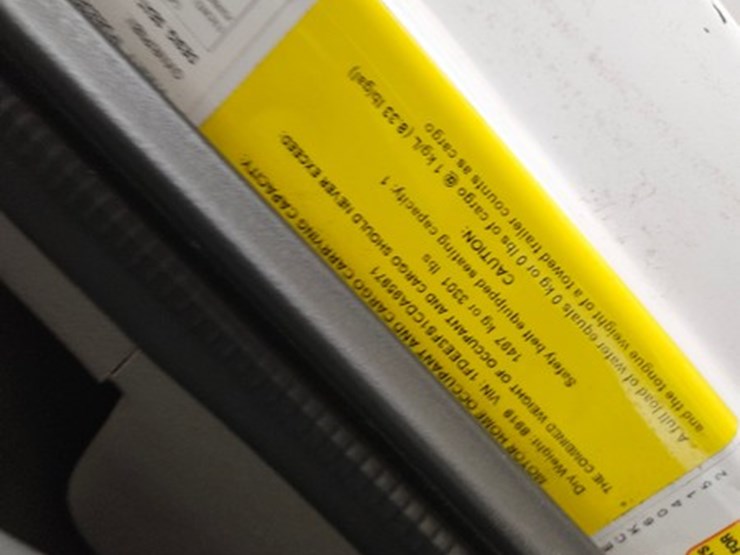 MOTOR HOME OCCUPANT AND CARGO CARRYING CAPACITY:
Dry Weight: 8919 VIN: 1FDEE3FS1CDA95971
THE COMBINED WEIGHT OF OCCUPANT AND CARGO SHOULD NEVER EXCEED:
1497 kg or 3301 lbs
Safety belt equipped seating capacity: 1
CAUTION:
A full load of water equals 0 kg or 0 lbs of cargo @ 1 kg/L (8.33 lb/gal)
and the tongue weight of a towed trailer counts as cargo